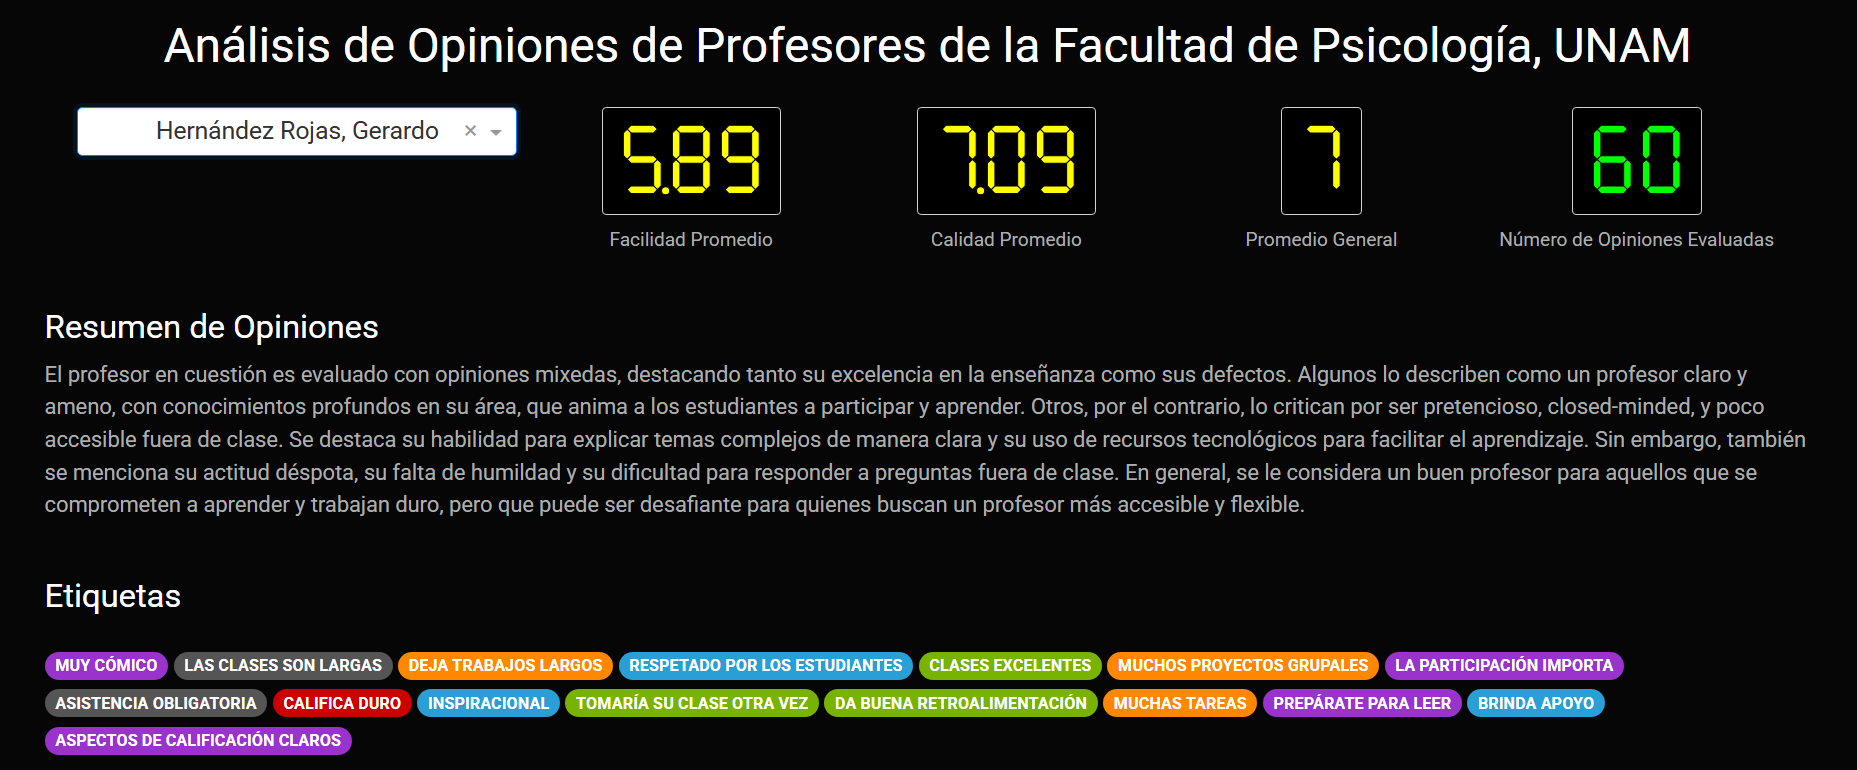 Análisis de Opiniones de Profesores de la Facultad de Psicología, UNAM
Hernández Rojas, Gerardo ×
5.89
7.09
7
60
Facilidad Promedio
Calidad Promedio
Promedio General
Número de Opiniones Evaluadas
Resumen de Opiniones
El profesor en cuestión es evaluado con opiniones mixedas, destacando tanto su excelencia en la enseñanza como sus defectos. Algunos lo describen como un profesor claro y
ameno, con conocimientos profundos en su área, que anima a los estudiantes a participar y aprender. Otros, por el contrario, lo critican por ser pretencioso, closed-minded, y poco
accesible fuera de clase. Se destaca su habilidad para explicar temas complejos de manera clara y su uso de recursos tecnológicos para facilitar el aprendizaje. Sin embargo, también
se menciona su actitud déspota, su falta de humildad y su dificultad para responder a preguntas fuera de clase. En general, se le considera un buen profesor para aquellos que se
comprometen a aprender y trabajan duro, pero que puede ser desafiante para quienes buscan un profesor más accesible y flexible.
Etiquetas
MUY CÓMICO LAS CLASES SON LARGAS DEJA TRABAJOS LARGOS RESPETADO POR LOS ESTUDIANTES CLASES EXCELENTES MUCHOS PROYECTOS GRUPALES LA PARTICIPACIÓN IMPORTA
ASISTENCIA OBLIGATORIA CALIFICA DURO INSPIRACIONAL TOMARÍA SU CLASE OTRA VEZ DA BUENA RETROALIMENTACIÓN MUCHAS TAREAS PREPÁRATE PARA LEER BRINDA APOYO
ASPECTOS DE CALIFICACIÓN CLAROS